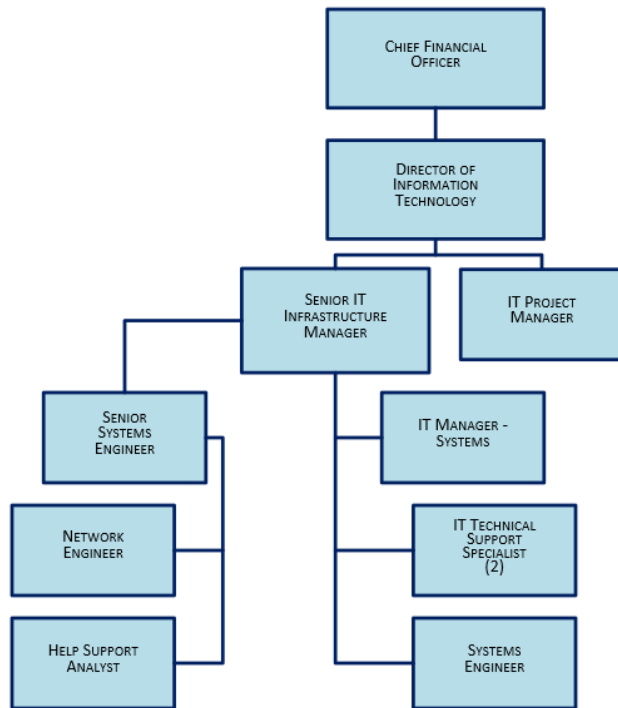 CHIEF FINANCIAL
OFFICER
DIRECTOR OF
INFORMATION
TECHNOLOGY
SENIOR IT
INFRASTRUCTURE
MANAGER
IT PROJECT
MANAGER
SENIOR
SYSTEMS
ENGINEER
IT MANAGER -
SYSTEMS
NETWORK
ENGINEER
IT TECHNICAL
SUPPORT
SPECIALIST
(2)
HELP SUPPORT
ANALYST
SYSTEMS
ENGINEER